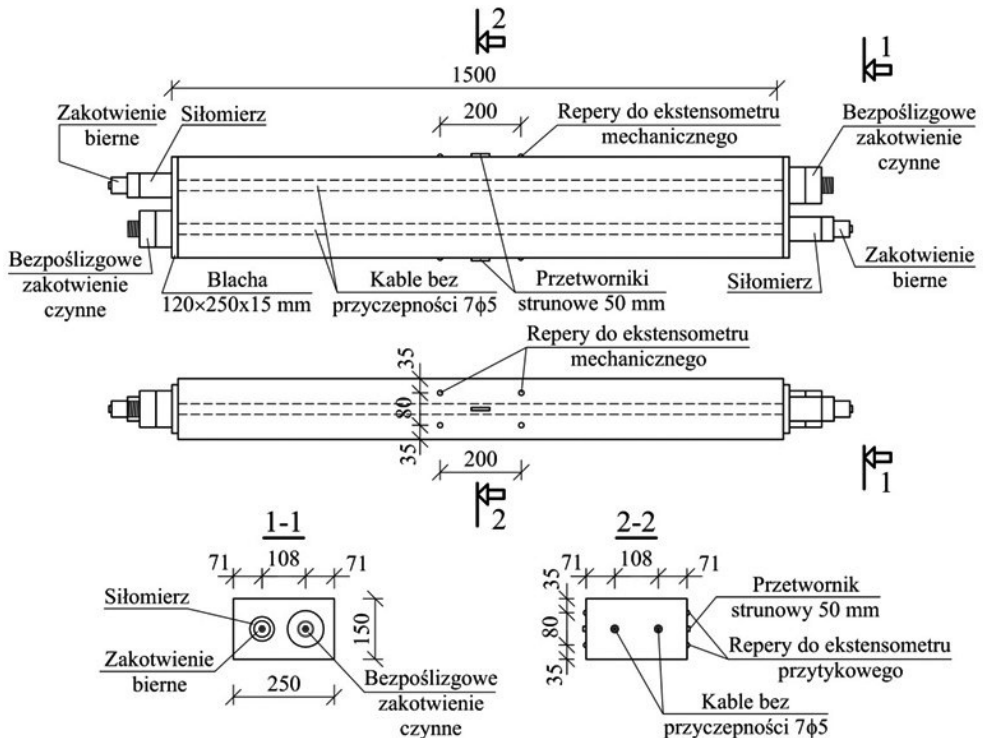 2
1
1500
Zakotwienie
bierne
Siłomierz
200
Repery do ekstensometru
mechanicznego
Bezpoślizgowe
zakotwienie
czynne
Bezpoślizgowe
zakotwienie
czynne
Blacha
120×250x15 mm
Kable bez
przyczepności 7ϕ5
Przetworniki
strunowe 50 mm
Siłomierz
Zakotwienie
bierne
Repery do ekstensometru
mechanicznego
35
80
35
200
2
1
1-1
71
108
71
Siłomierz
Zakotwienie
bierne
150
250
Bezpoślizgowe
zakotwienie
czynne
2-2
71
108
71
35
80
35
Przetwornik
strunowy 50 mm
Repery do ekstensometru
przytykowego
Kable bez
przyczepności 7ϕ5